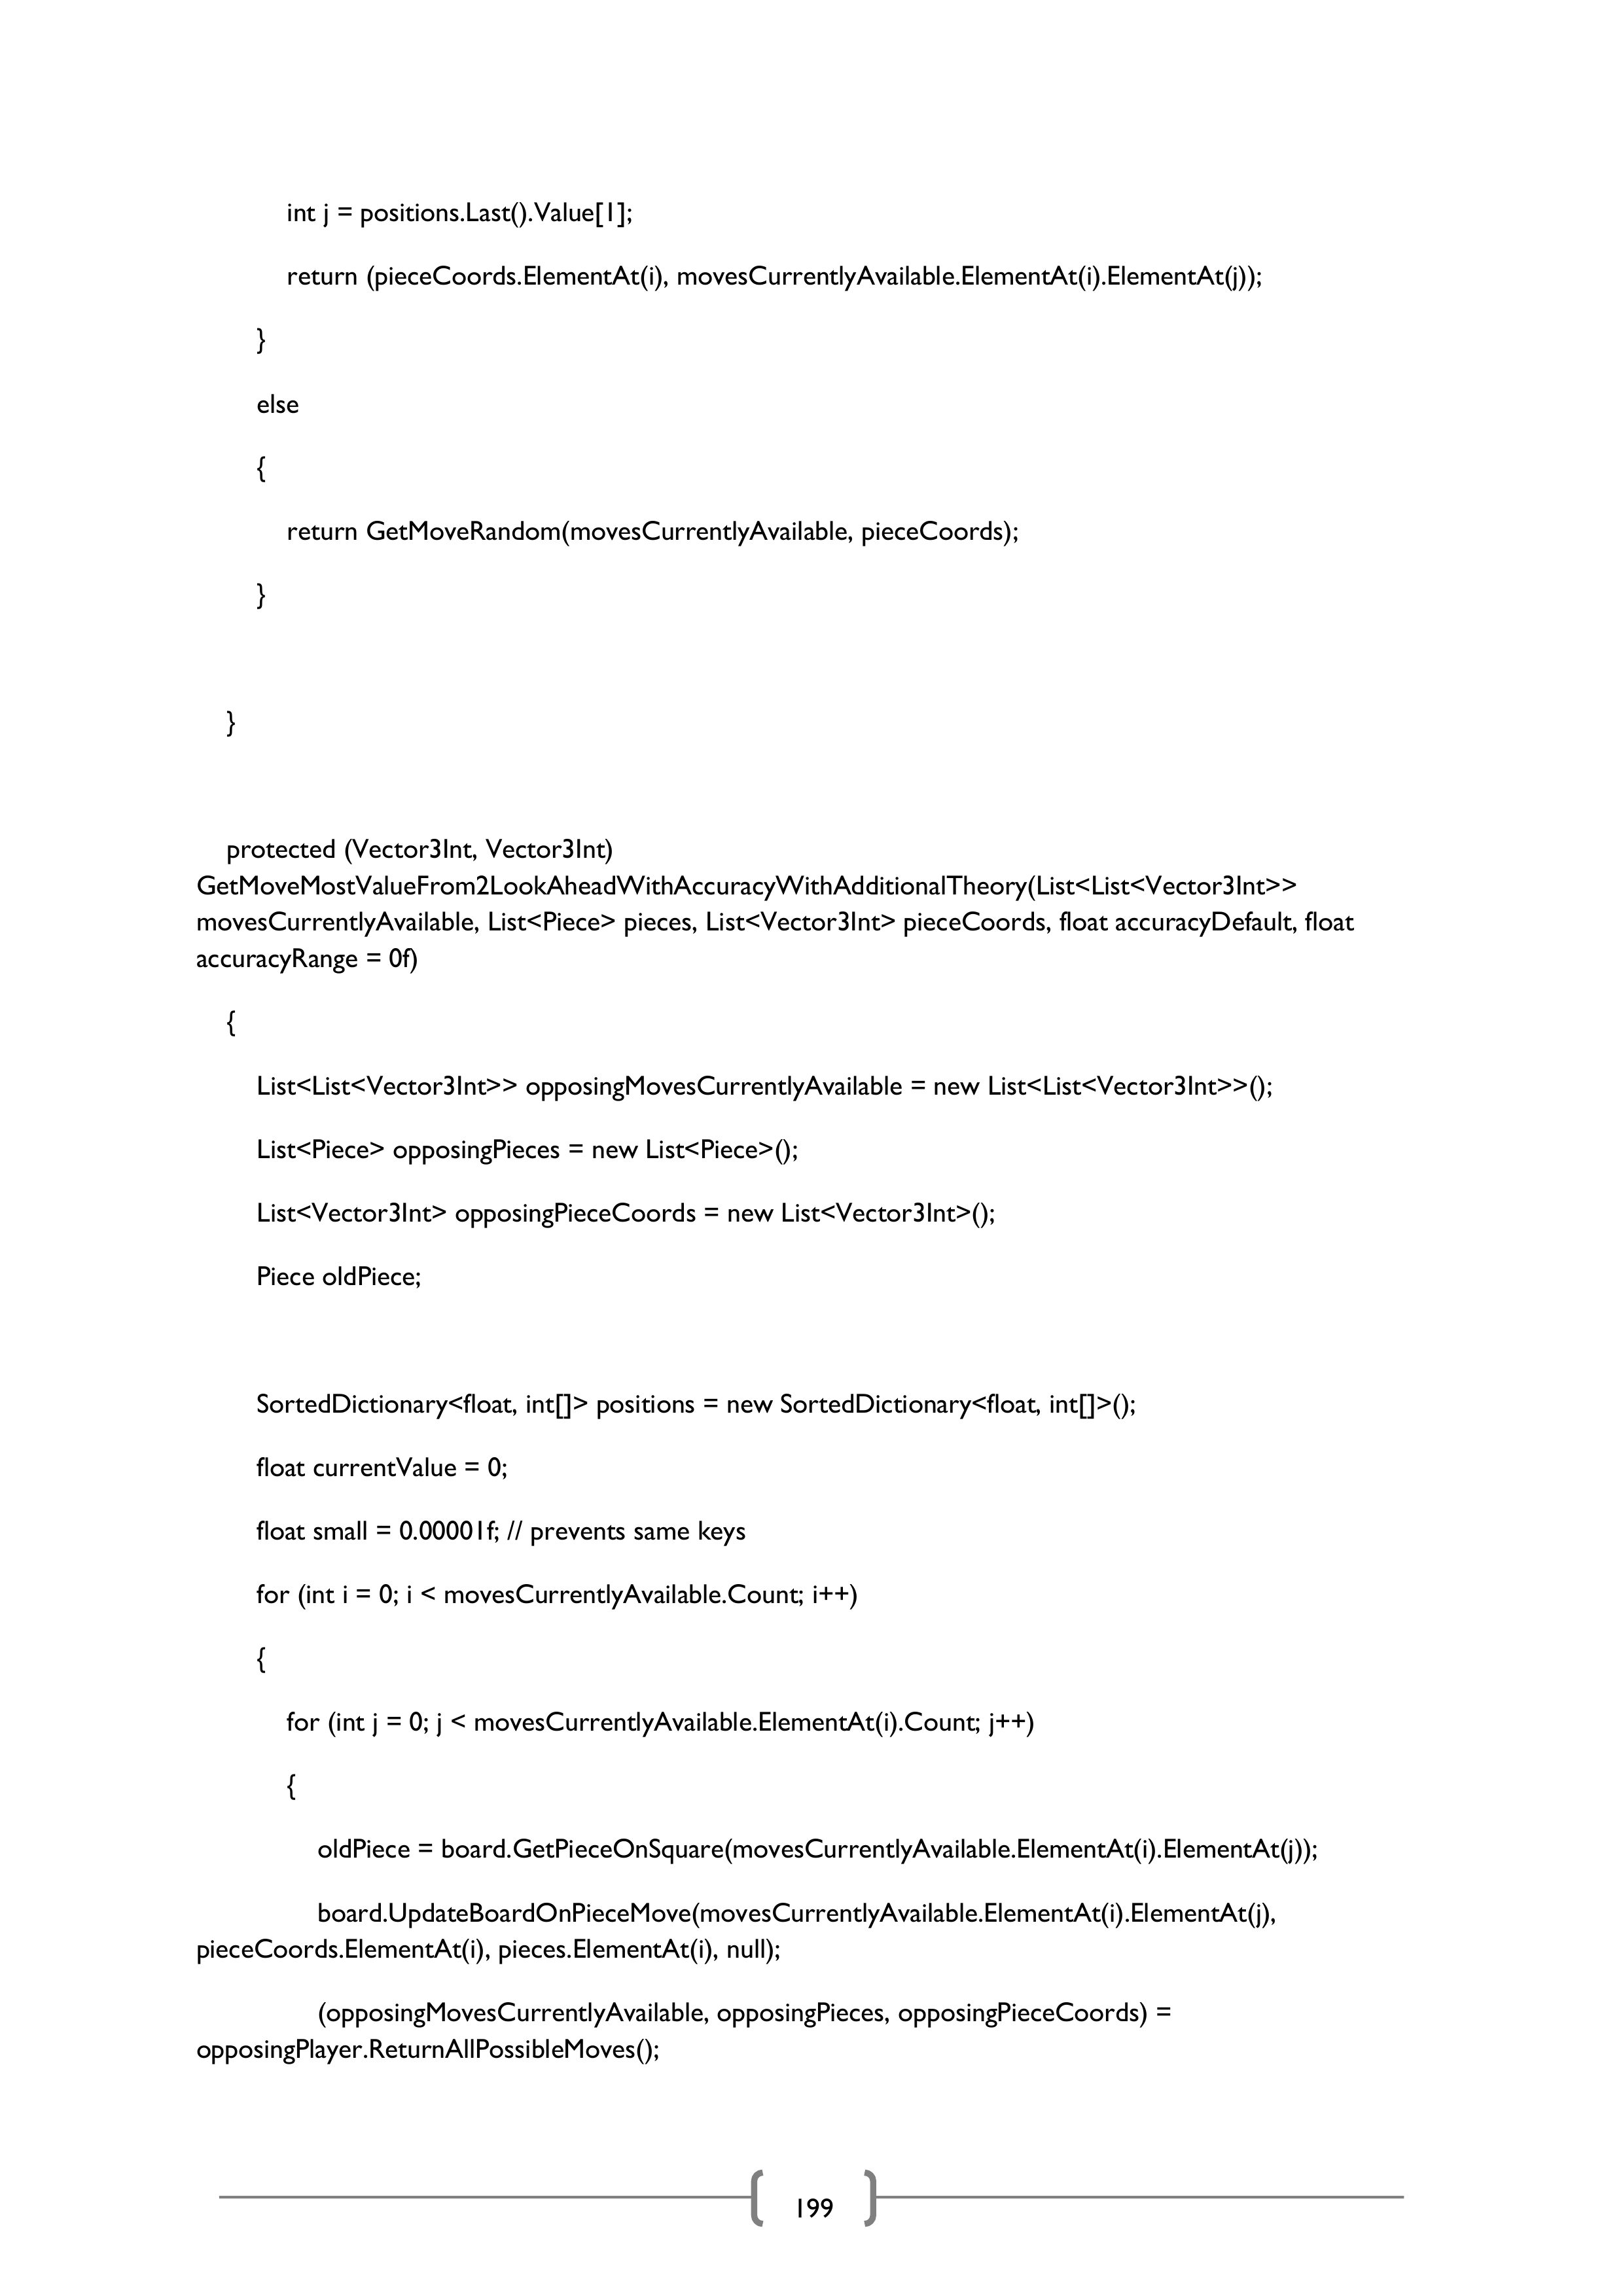 int j = positions.Last().Value[1];
return (pieceCoords.ElementAt(i), movesCurrentlyAvailable.ElementAt(i).ElementAt(j));
}
else
{
return GetMoveRandom(movesCurrentlyAvailable, pieceCoords);
}
}
protected (Vector3Int, Vector3Int)
GetMoveMostValueFrom2LookAheadWithAccuracyWithAdditionalTheory(List<List<Vector3Int>>
movesCurrentlyAvailable, List<Piece> pieces, List<Vector3Int> pieceCoords, float accuracyDefault, float
accuracyRange = 0f)
{
List<List<Vector3Int>> opposingMovesCurrentlyAvailable = new List<List<Vector3Int>>();
List<Piece> opposingPieces = new List<Piece>();
List<Vector3Int> opposingPieceCoords = new List<Vector3Int>();
Piece oldPiece;
SortedDictionary<float, int[]> positions = new SortedDictionary<float, int[]>();
float currentValue = 0;
float small = 0.00001f; // prevents same keys
for (int i = 0; i < movesCurrentlyAvailable.Count; i++)
{
for (int j = 0; j < movesCurrentlyAvailable.ElementAt(i).Count; j++)
{
oldPiece = board.GetPieceOnSquare(movesCurrentlyAvailable.ElementAt(i).ElementAt(j));
board.UpdateBoardOnPieceMove(movesCurrentlyAvailable.ElementAt(i).ElementAt(j),
pieceCoords.ElementAt(i), pieces.ElementAt(i), null);
(opposingMovesCurrentlyAvailable, opposingPieces, opposingPieceCoords) =
opposingPlayer.ReturnAllPossibleMoves();
199